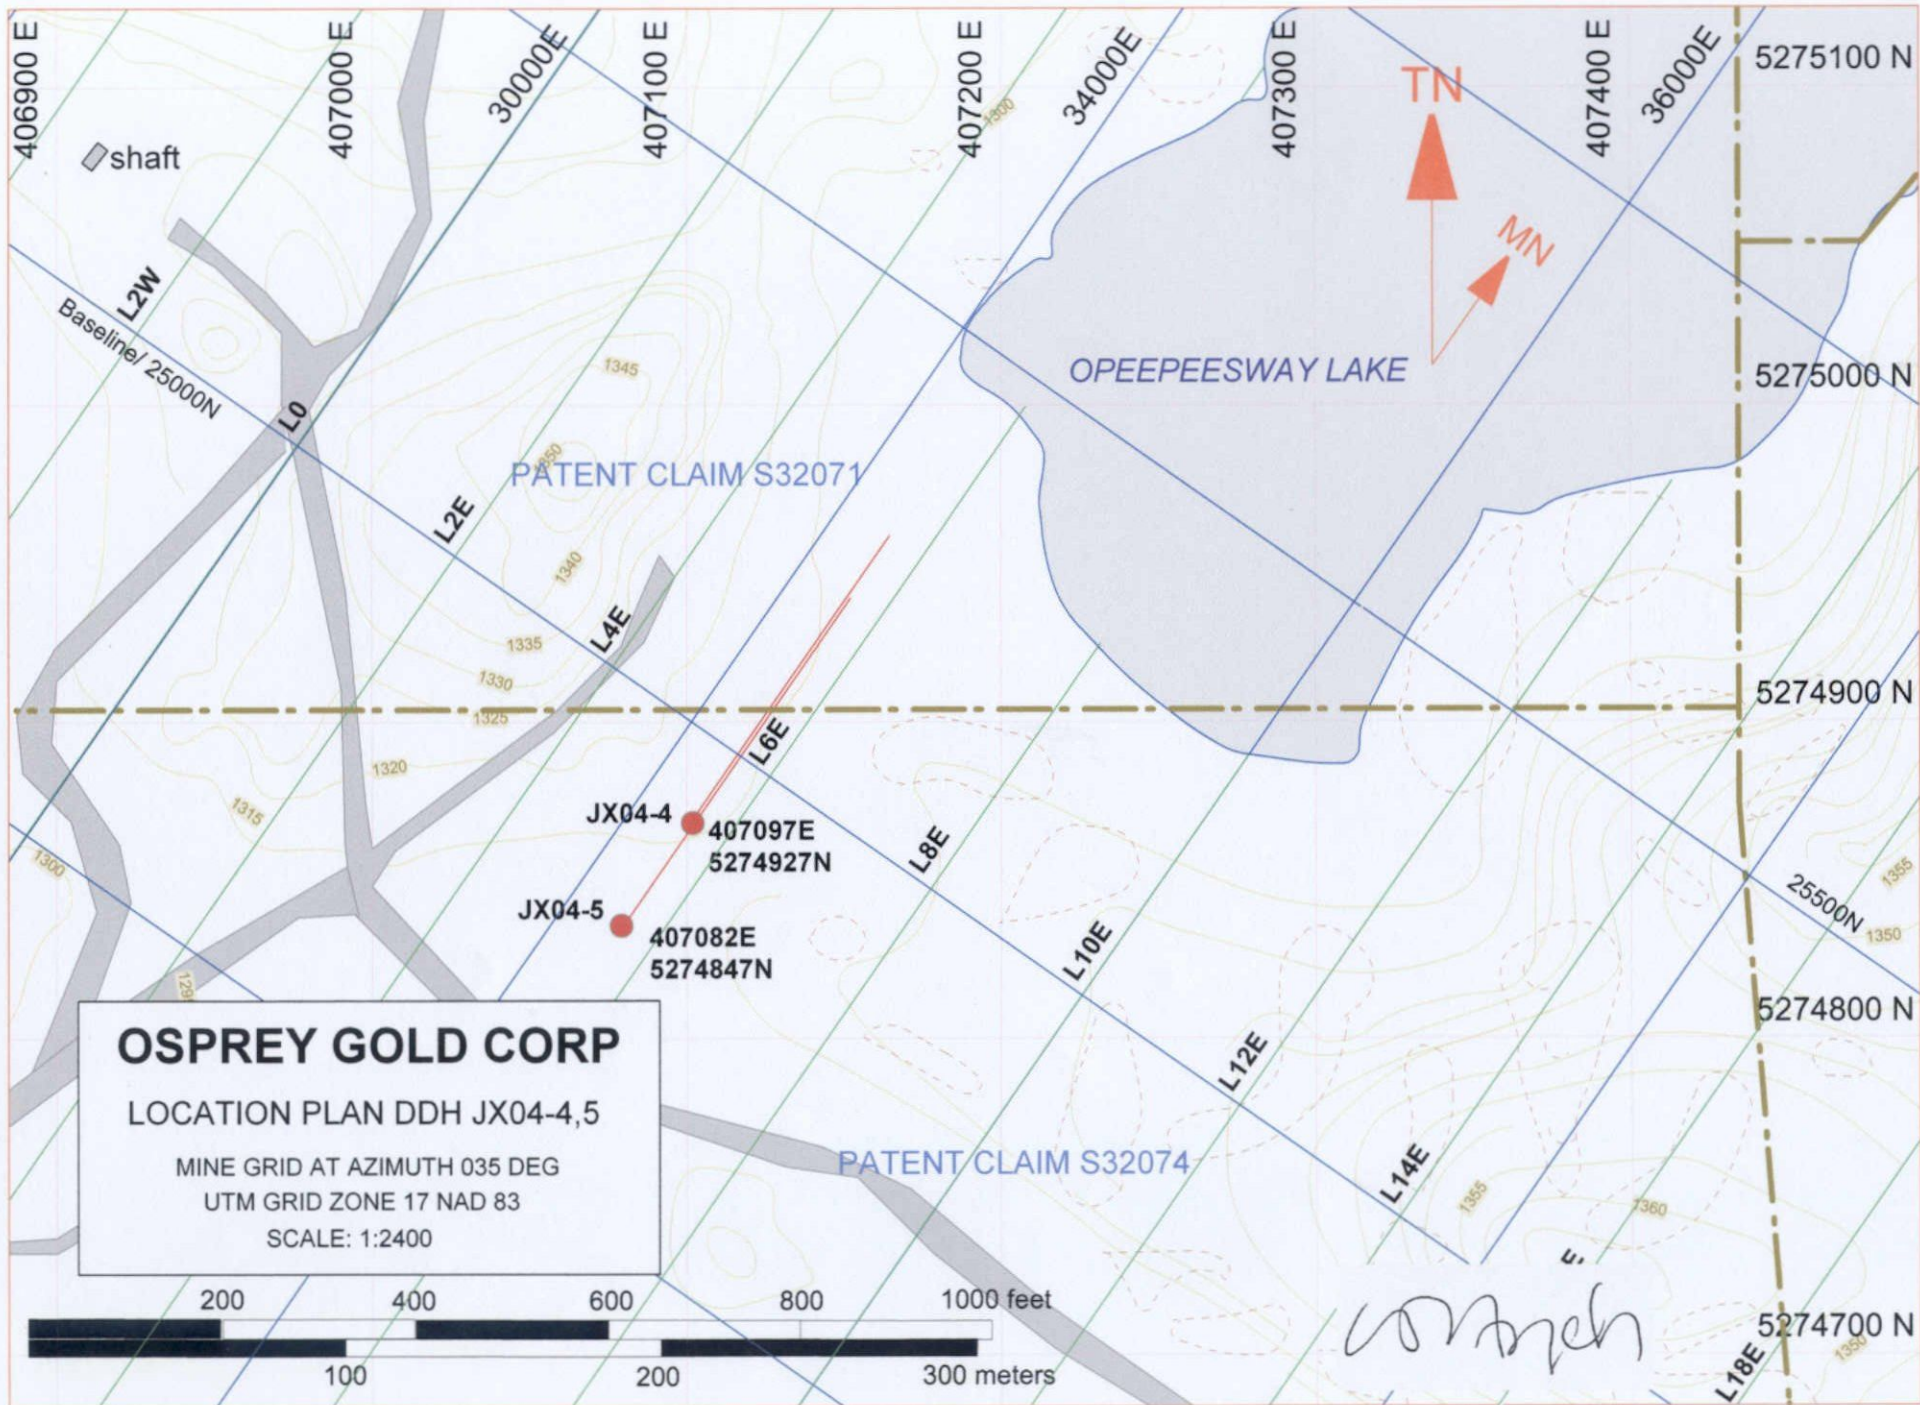 406900 E
407000 E
30000E
407100 E
407200 E
34000E
407300 E
407400 E
36000E
5275100 N
TN
MN
shaft
1300
L2W
Baseline/ 25000N
1345
OPEEPEESWAY LAKE
5275000 N
L0
1350
PATENT CLAIM S32071
L2E
1340
L4E
1335
1330
1325
5274900 N
L6E
1320
1315
JX04-4
407097E
5274927N
L8E
1300
1355
25500N
1350
JX04-5
407082E
5274847N
L10E
5274800 N
OSPREY GOLD CORP
LOCATION PLAN DDH JX04-4,5
MINE GRID AT AZIMUTH 035 DEG
UTM GRID ZONE 17 NAD 83
SCALE: 1:2400
L12E
PATENT CLAIM S32074
L14E
1355
1360
E
200 400 600 800 1000 feet
100 200 300 meters
5274700 N
1350
L18E